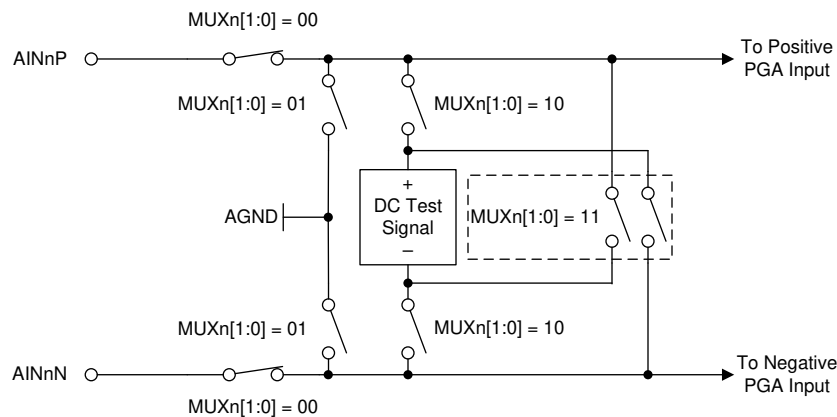 MUXn[1:0] = 00
AINnP
To Positive
PGA Input
MUXn[1:0] = 01
MUXn[1:0] = 10
+
DC Test
Signal
–
AGND
MUXn[1:0] = 11
MUXn[1:0] = 01
MUXn[1:0] = 10
AINnN
To Negative
PGA Input
MUXn[1:0] = 00